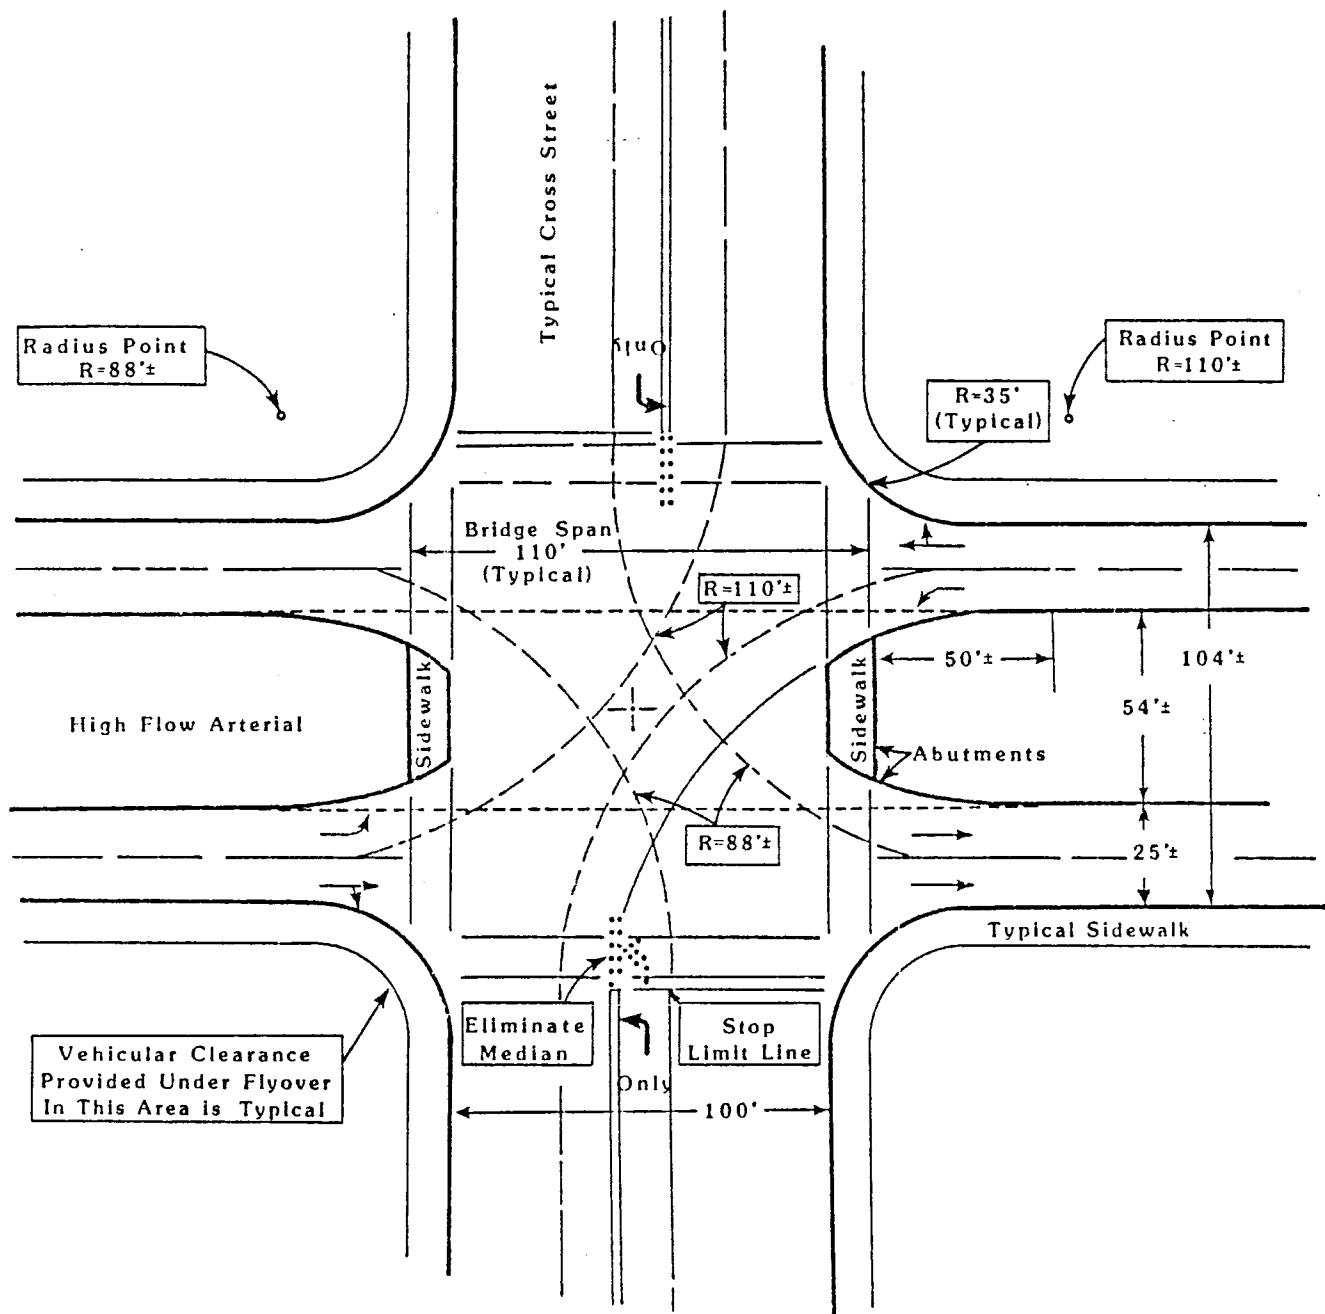 Typical Cross Street
Only
Radius Point
R=88'±
Radius Point
R=110'±
R=35'
(Typical)
Bridge Span
110'
(Typical)
R=110'±
50'±
104'±
54'±
High Flow Arterial
Sidewalk
Sidewalk
Abutments
R=88'±
25'±
Typical Sidewalk
Eliminate
Median
Stop
Limit Line
Vehicular Clearance
Provided Under Flyover
In This Area is Typical
Only
100'